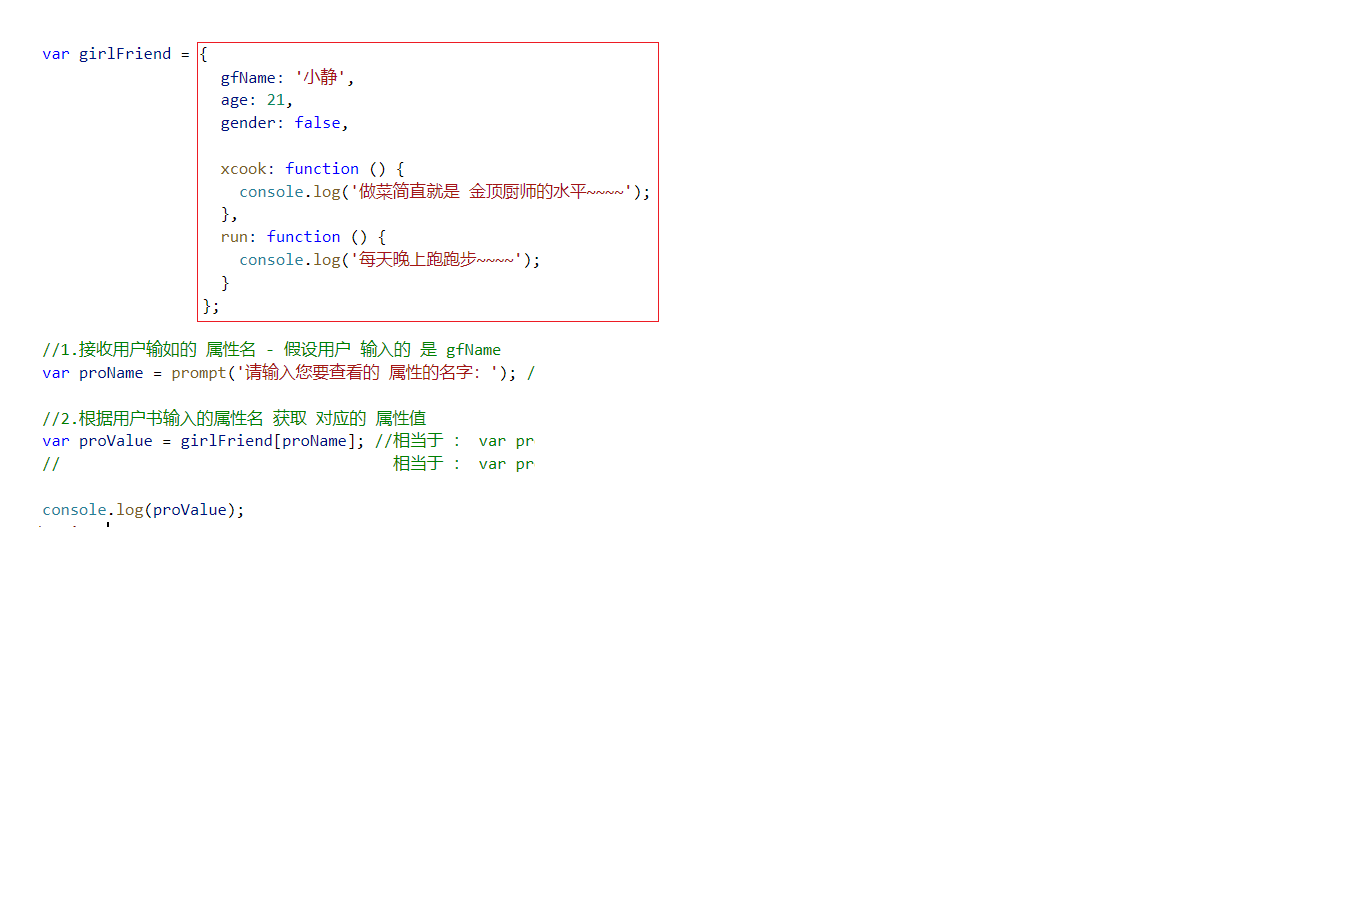 var girlFriend = {
gfName: '小静',
age: 21,
gender: false,
xcook: function () {
console.log('做菜简直就是 金顶厨师的水平~~~~');
},
run: function () {
console.log('每天晚上跑跑步~~~~');
}
};
//1.接收用户输如的 属性名 - 假设用户 输入的 是 gfName
var proName = prompt('请输入您要查看的 属性的名字: '); /
//2.根据用户书输入的属性名 获取 对应的 属性值
var proValue = girlFriend[proName]; //相当于 : var pr
// 相当于 : var pr
console.log(proValue);